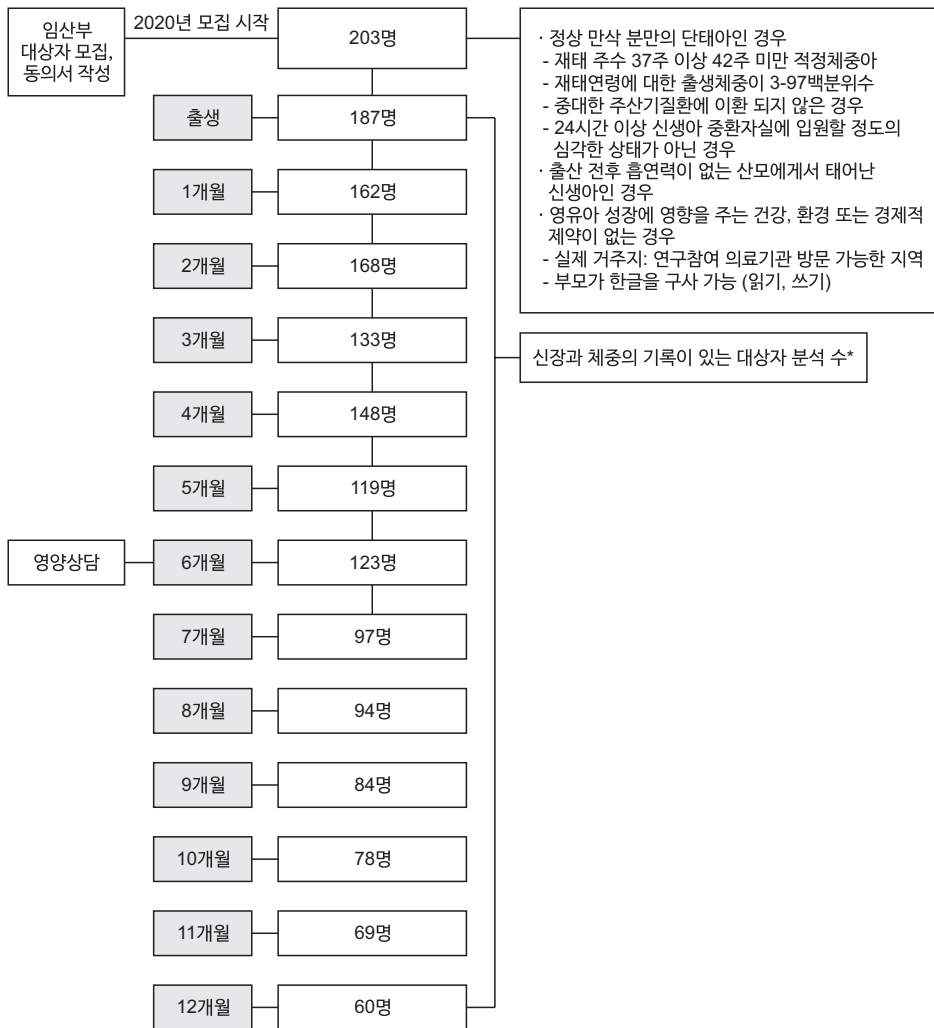 임산부
대상자 모집,
동의서 작성
2020년 모집 시작
203명
· 정상 만삭 분만의 단태아인 경우
- 재태 주수 37주 이상 42주 미만 적정체중아
- 재태연령에 대한 출생체중이 3-97백분위수
- 중대한 주산기질환에 이환 되지 않은 경우
- 24시간 이상 신생아 중환자실에 입원할 정도의
심각한 상태가 아닌 경우
· 출산 전후 흡연력이 없는 산모에게서 태어난
신생아인 경우
· 영유아 성장에 영향을 주는 건강, 환경 또는 경제적
제약이 없는 경우
- 실제 거주지: 연구참여 의료기관 방문 가능한 지역
- 부모가 한글을 구사 가능 (읽기, 쓰기)
출생
187명
1개월
162명
2개월
168명
3개월
133명
신장과 체중의 기록이 있는 대상자 분석 수*
4개월
148명
5개월
119명
영양상담
6개월
123명
7개월
97명
8개월
94명
9개월
84명
10개월
78명
11개월
69명
12개월
60명